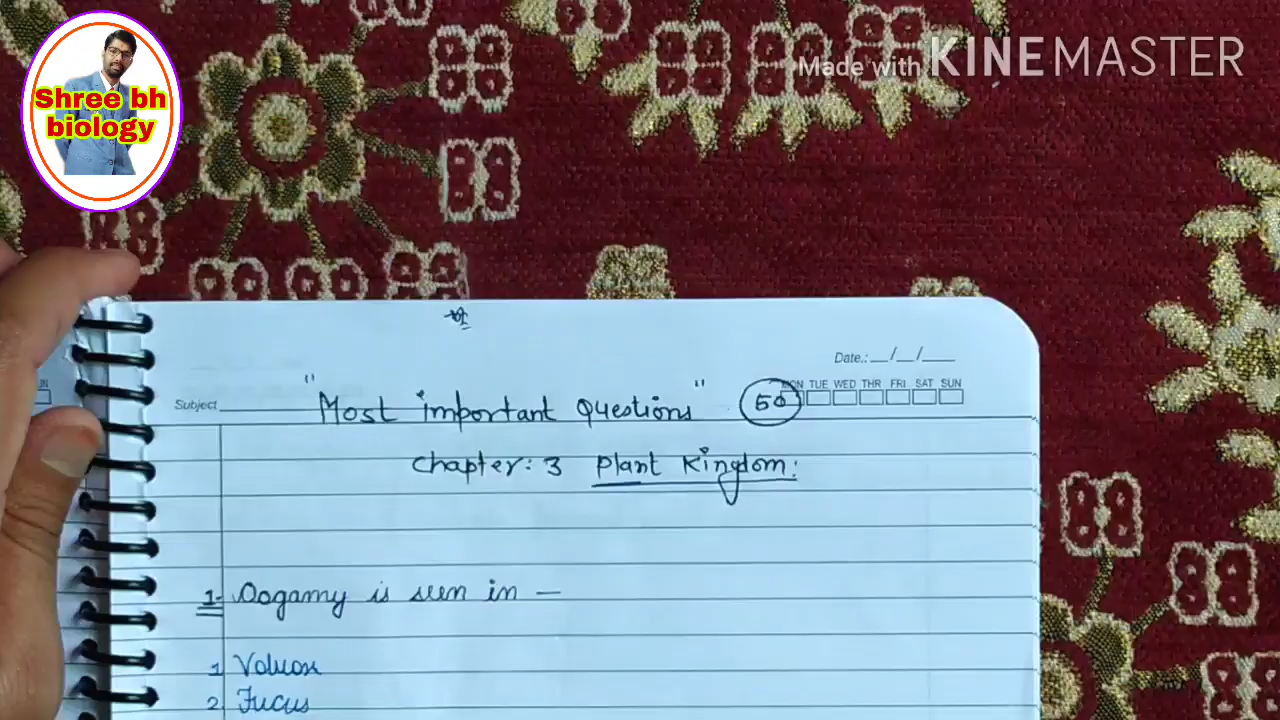 Shree bh
biology
Made with KINEMASTER
Date.: __/__/____
MON TUE WED THR FRI SAT SUN
Subject
"Most important Questions" 50
Chapter: 3 Plant Kingdom:
1- Oogamy is seen in —
1 Volvox
2 Fucus